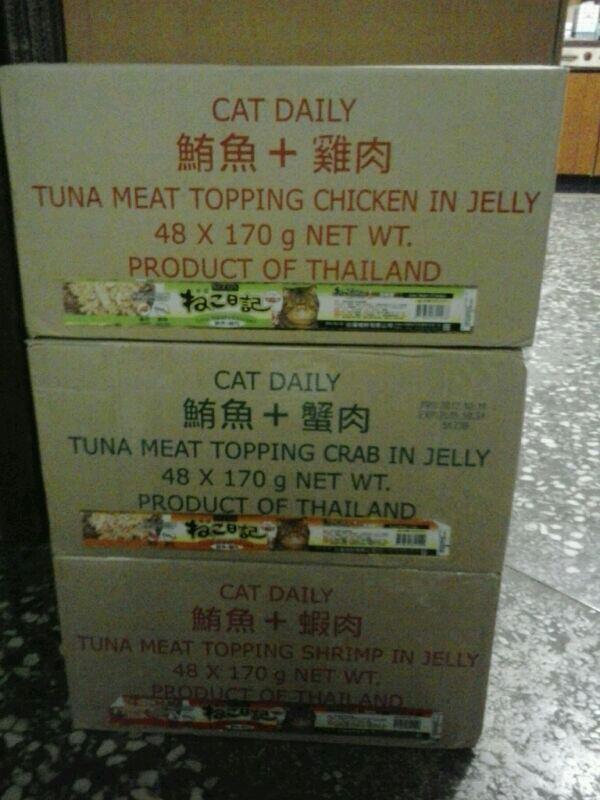 CAT DAILY
鮪魚+雞肉
TUNA MEAT TOPPING CHICKEN IN JELLY
48 X 170 g NET WT.
PRODUCT OF THAILAND
ねこ日記
CAT DAILY
鮪魚+蟹肉
TUNA MEAT TOPPING CRAB IN JELLY
48 X 170 g NET WT.
PRODUCT OF THAILAND
ねこ日記
CAT DAILY
鮪魚+蝦肉
TUNA MEAT TOPPING SHRIMP IN JELLY
48 X 170 g NET WT.
PRODUCT OF THAILAND
ねこ日記